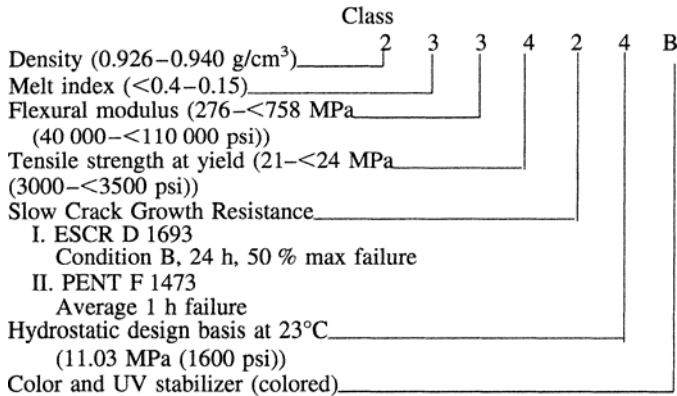 Class
2 3 3 4 2 4 B
Density (0.926–0.940 g/cm³)
Melt index (<0.4–0.15)
Flexural modulus (276–<758 MPa
(40 000–<110 000 psi))
Tensile strength at yield (21–<24 MPa
(3000–<3500 psi))
Slow Crack Growth Resistance
I. ESCR D 1693
Condition B, 24 h, 50 % max failure
II. PENT F 1473
Average 1 h failure
Hydrostatic design basis at 23°C
(11.03 MPa (1600 psi))
Color and UV stabilizer (colored)